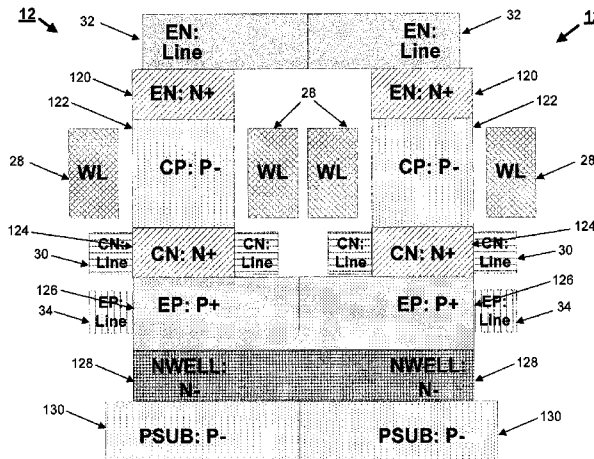 12
32
EN:
Line
EN:
Line
12
120
EN: N+
EN: N+
120
122
28
122
28
WL
CP: P-
WL
WL
CP: P-
WL
28
124
CN:
Line
CN: N+
CN:
Line
CN:
Line
CN: N+
CN:
Line
124
30
30
126
EP: P+
EP: P+
EP:
Line
EP:
Line
126
34
34
128
NWELL:
N-
NWELL:
N-
128
130
PSUB: P-
PSUB: P-
130